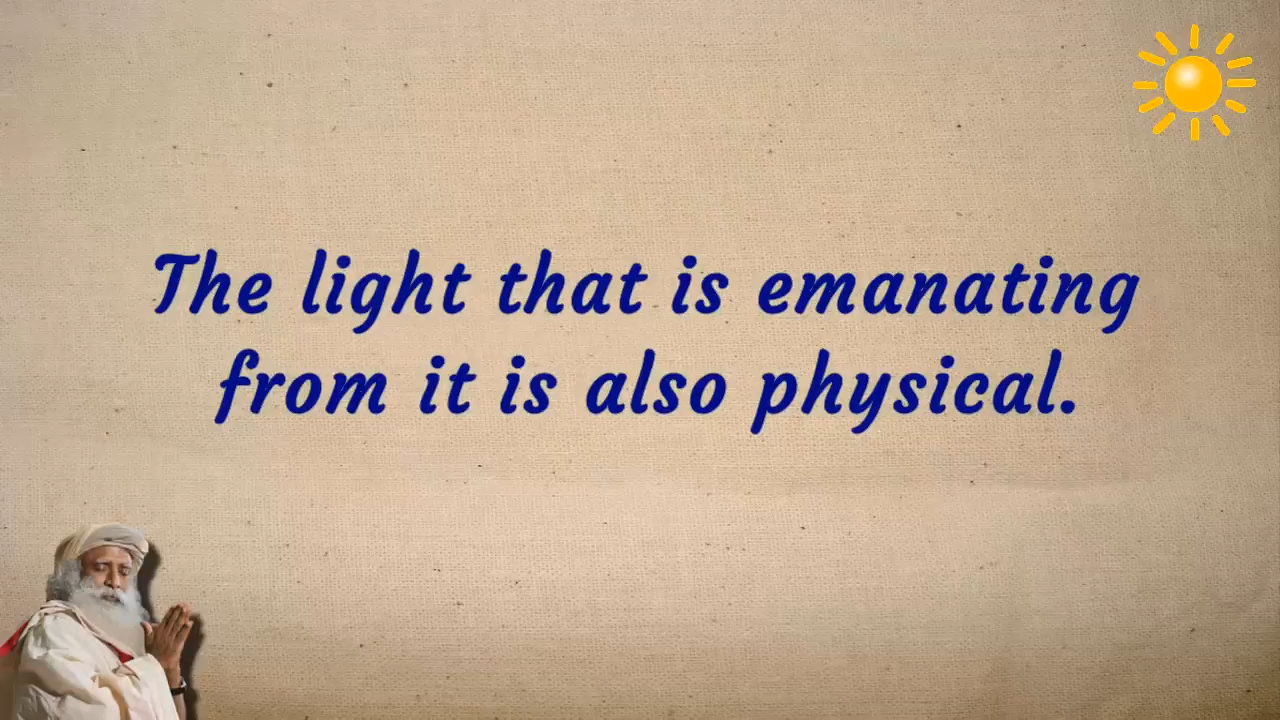 The light that is emanating
from it is also physical.